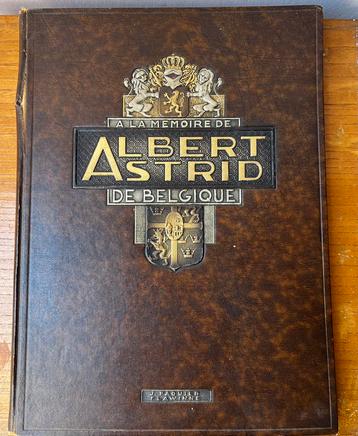 A LA MEMOIRE DE
ALBERT
ASTRID
DE BELGIQUE